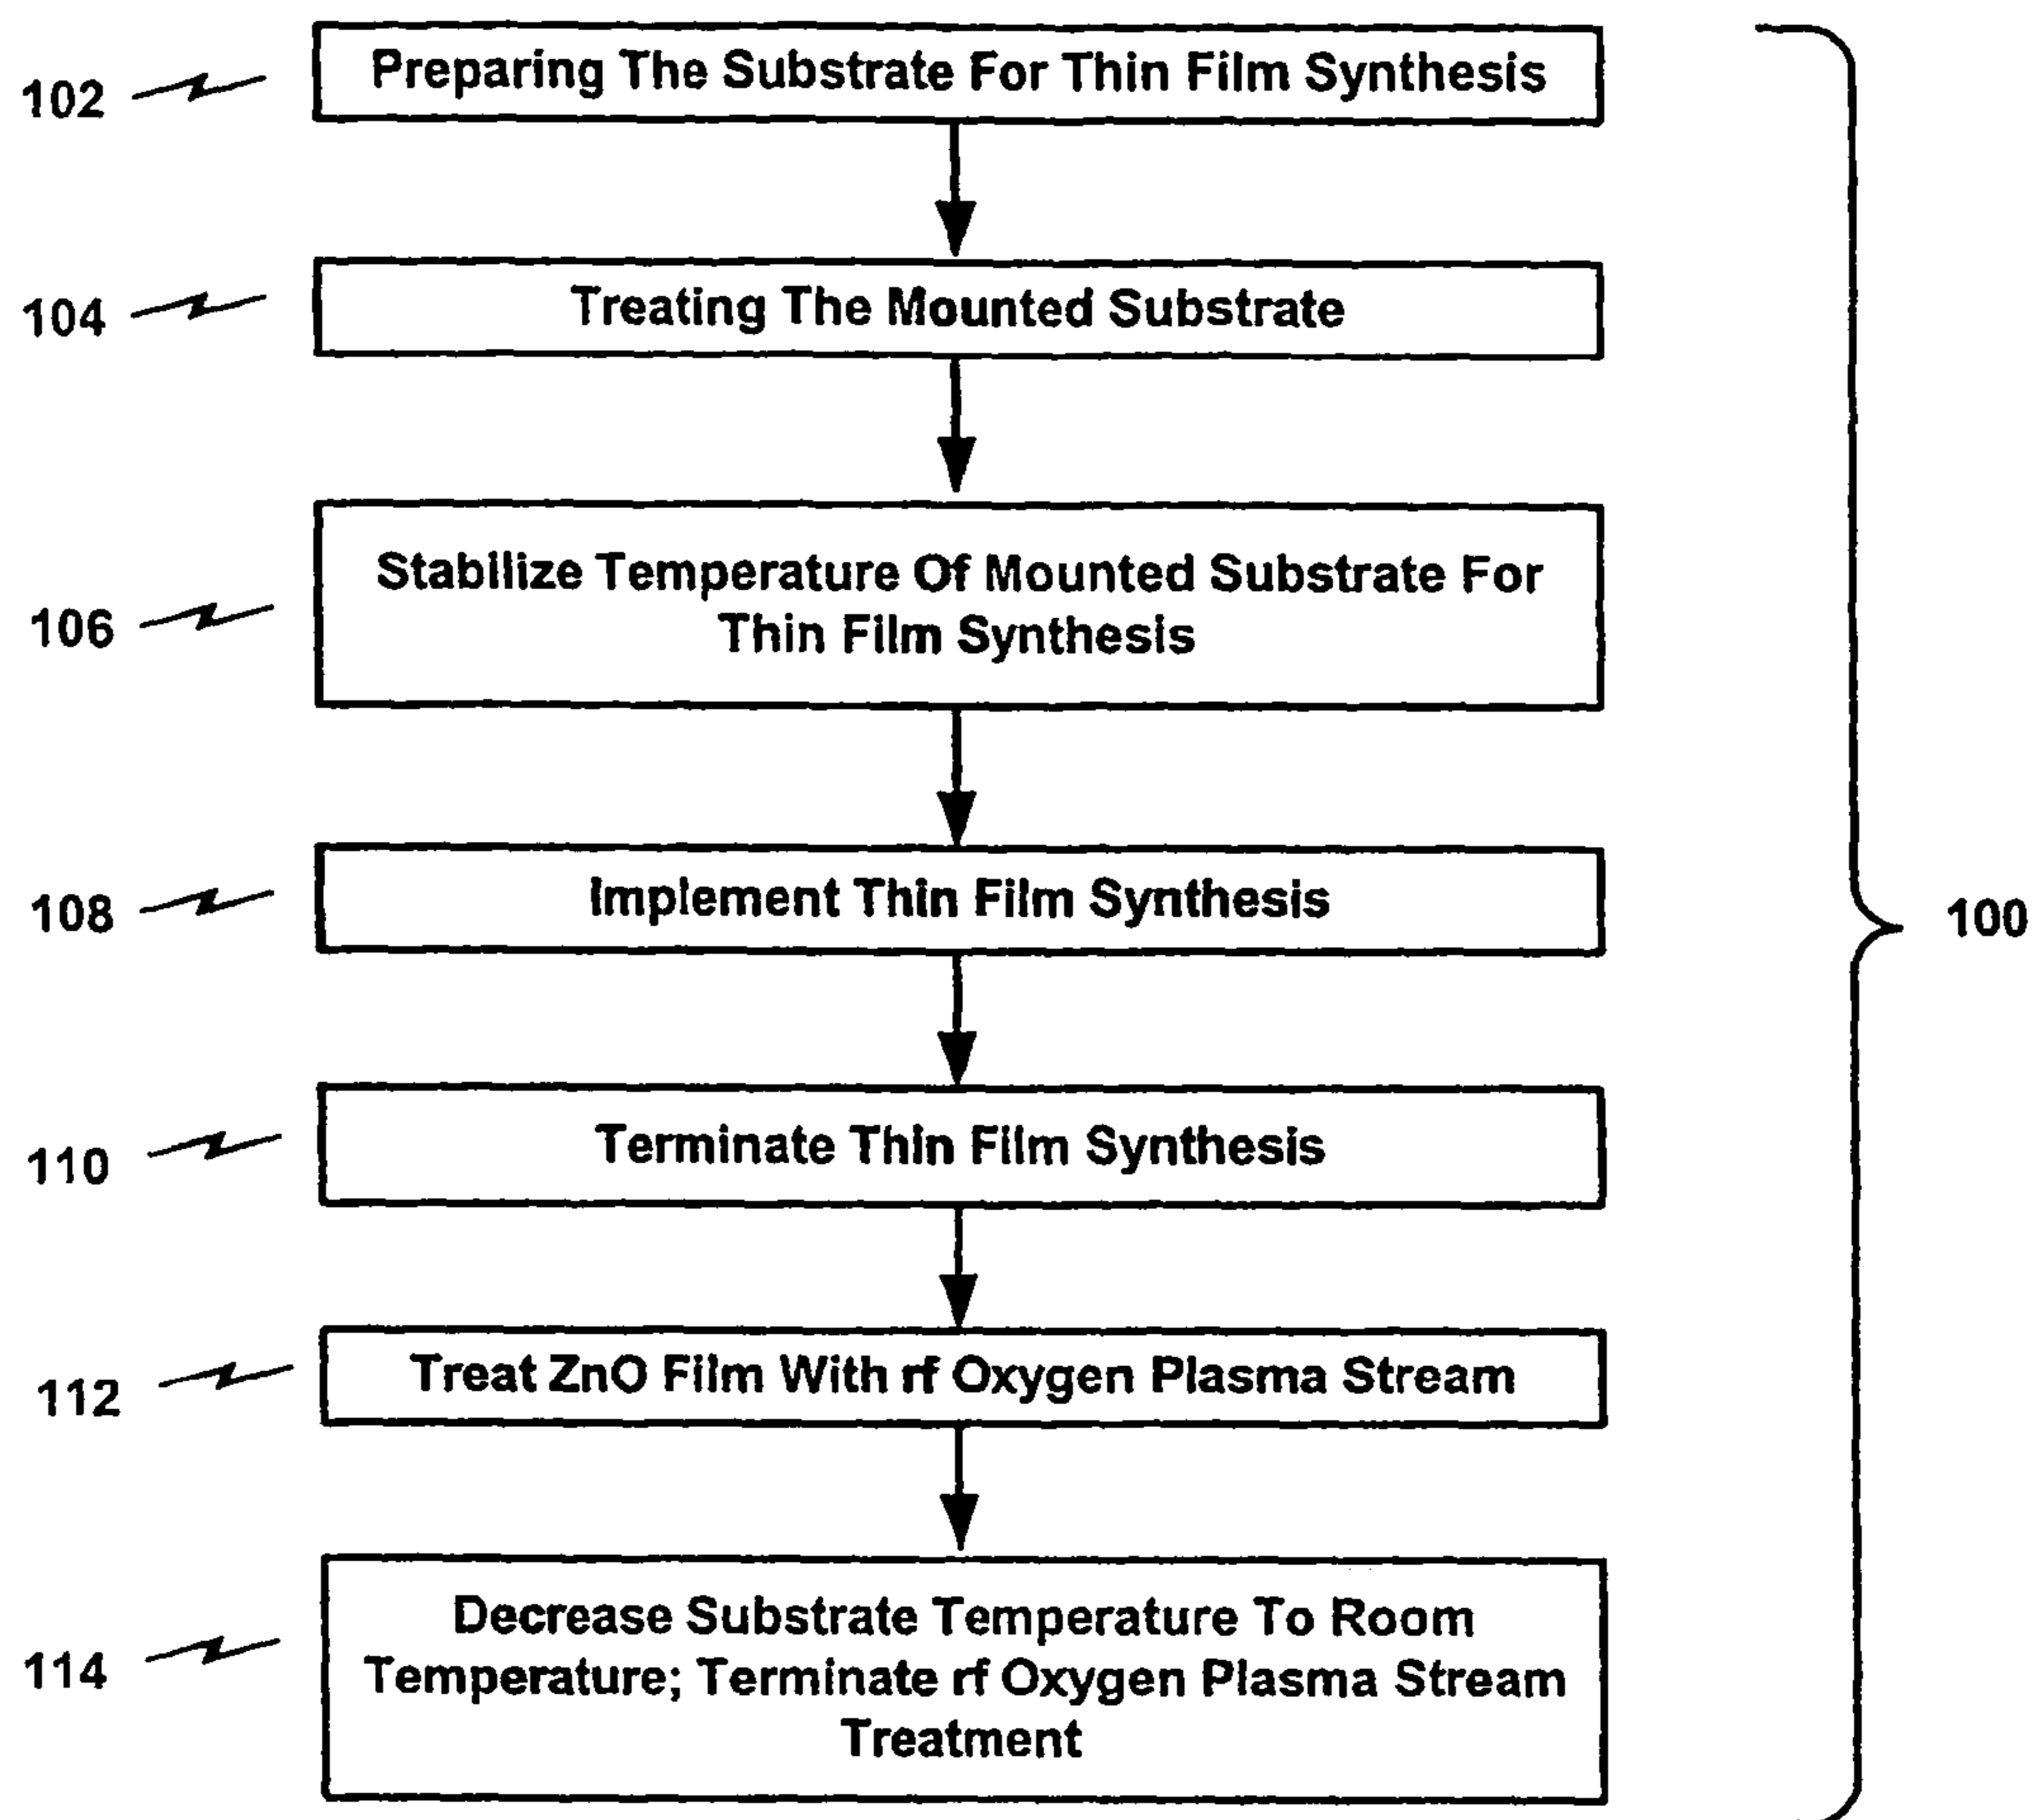 102
Preparing The Substrate For Thin Film Synthesis
104
Treating The Mounted Substrate
106
Stabilize Temperature Of Mounted Substrate For
Thin Film Synthesis
108
Implement Thin Film Synthesis
100
110
Terminate Thin Film Synthesis
112
Treat ZnO Film With rf Oxygen Plasma Stream
114
Decrease Substrate Temperature To Room
Temperature; Terminate rf Oxygen Plasma Stream
Treatment